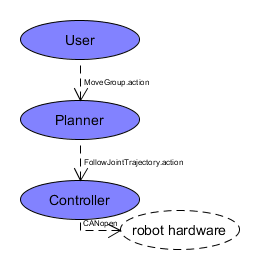 User
MoveGroup.action
Planner
FollowJointTrajectory.action
Controller
CANopen
robot hardware